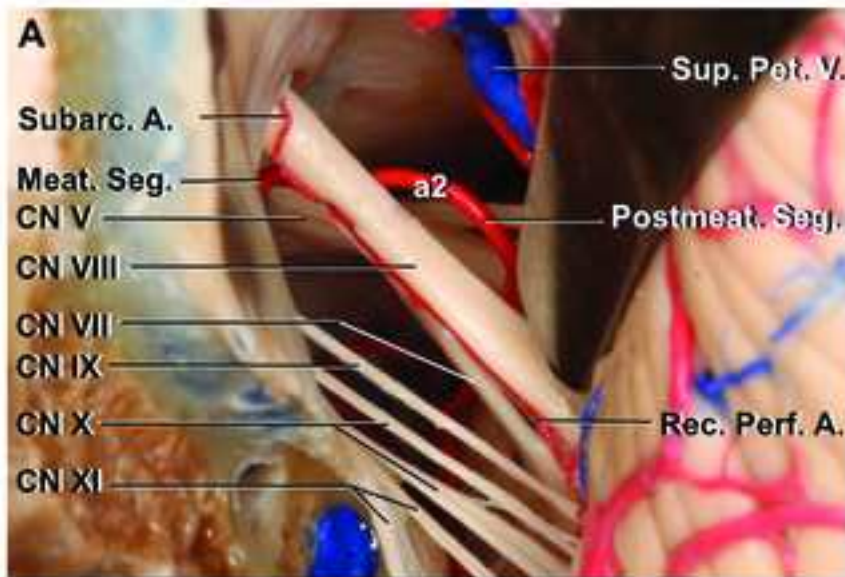 A
Sup. Pet. V.
Subarc. A.
Meat. Seg.
a2
CN V
Postmeat. Seg.
CN VIII
CN VII
CN IX
CN X
Rec. Perf. A.
CN XI